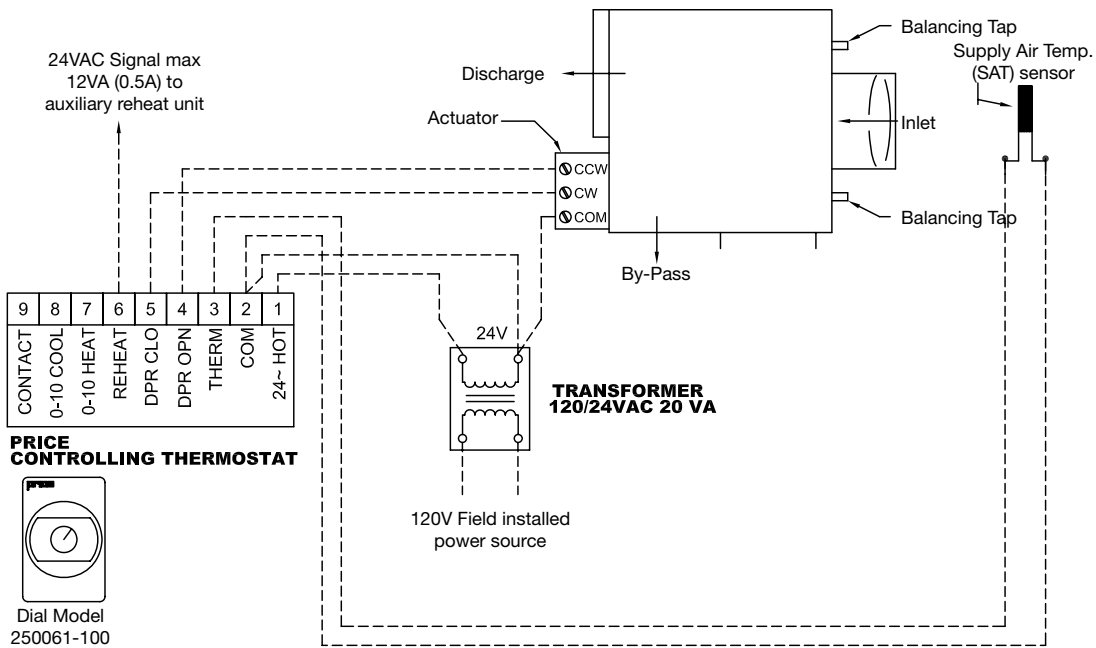 24VAC Signal max
12VA (0.5A) to
auxiliary reheat unit
Discharge
Actuator
Balancing Tap
Supply Air Temp.
(SAT) sensor
Inlet
CCW
CW
COM
Balancing Tap
By-Pass
9 8 7 6 5 4 3 2 1
CONTACT
0-10 COOL
0-10 HEAT
REHEAT
DPR CLO
DPR OPN
THERM
COM
24~ HOT
24V
TRANSFORMER
120/24VAC 20 VA
PRICE
CONTROLLING THERMOSTAT
120V Field installed
power source
Dial Model
250061-100